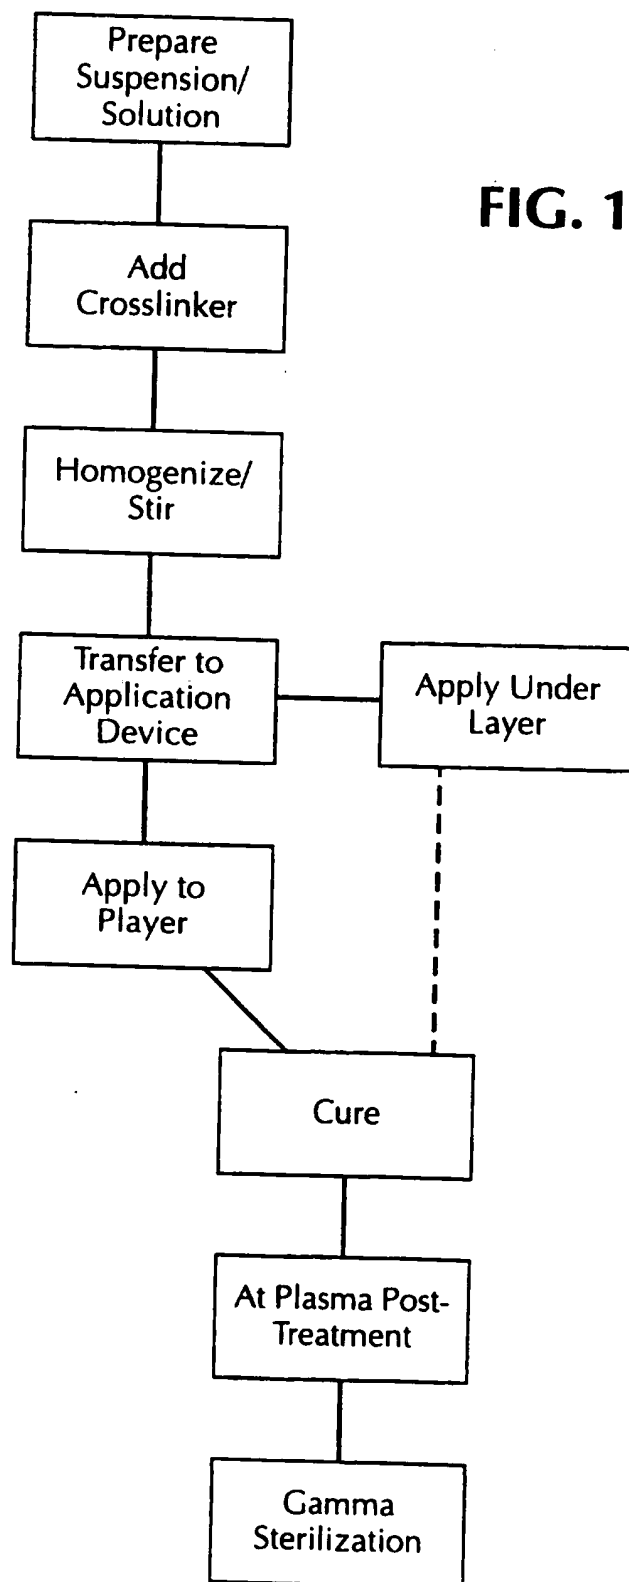 Prepare
Suspension/
Solution
FIG. 1
Add
Crosslinker
Homogenize/
Stir
Transfer to
Application
Device
Apply Under
Layer
Apply to
Player
Cure
At Plasma Post-
Treatment
Gamma
Sterilization